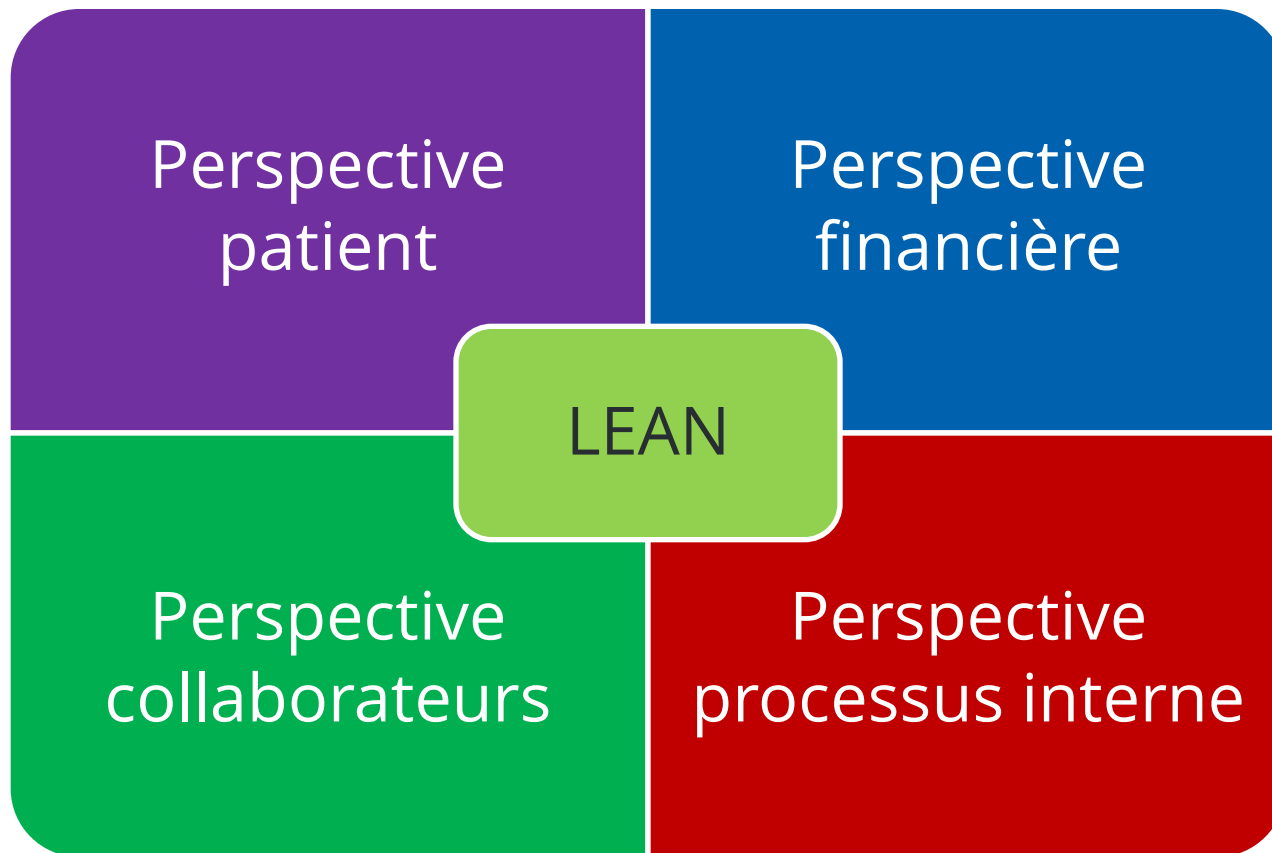 Perspective
patient
Perspective
financière
LEAN
Perspective
collaborateurs
Perspective
processus interne